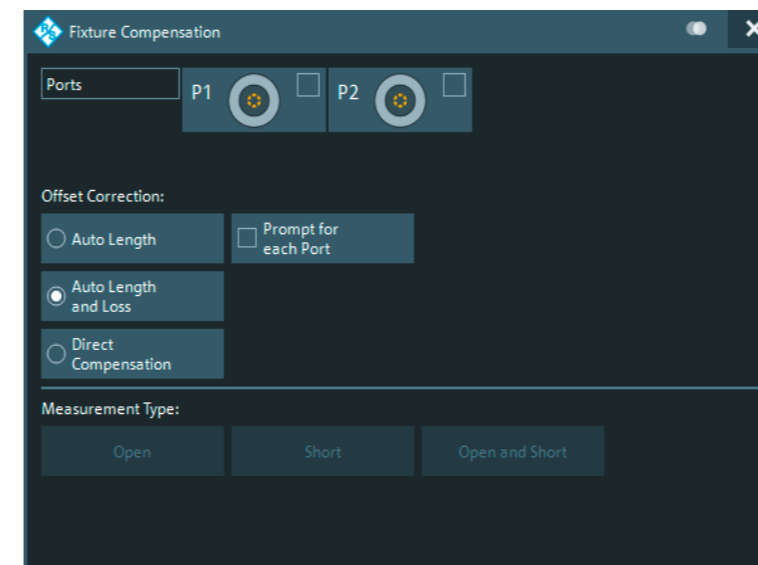 Fixture Compensation
Ports
P1
P2
Offset Correction:
Auto Length
Prompt for
each Port
Auto Length
and Loss
Direct
Compensation
Measurement Type:
Open
Short
Open and Short